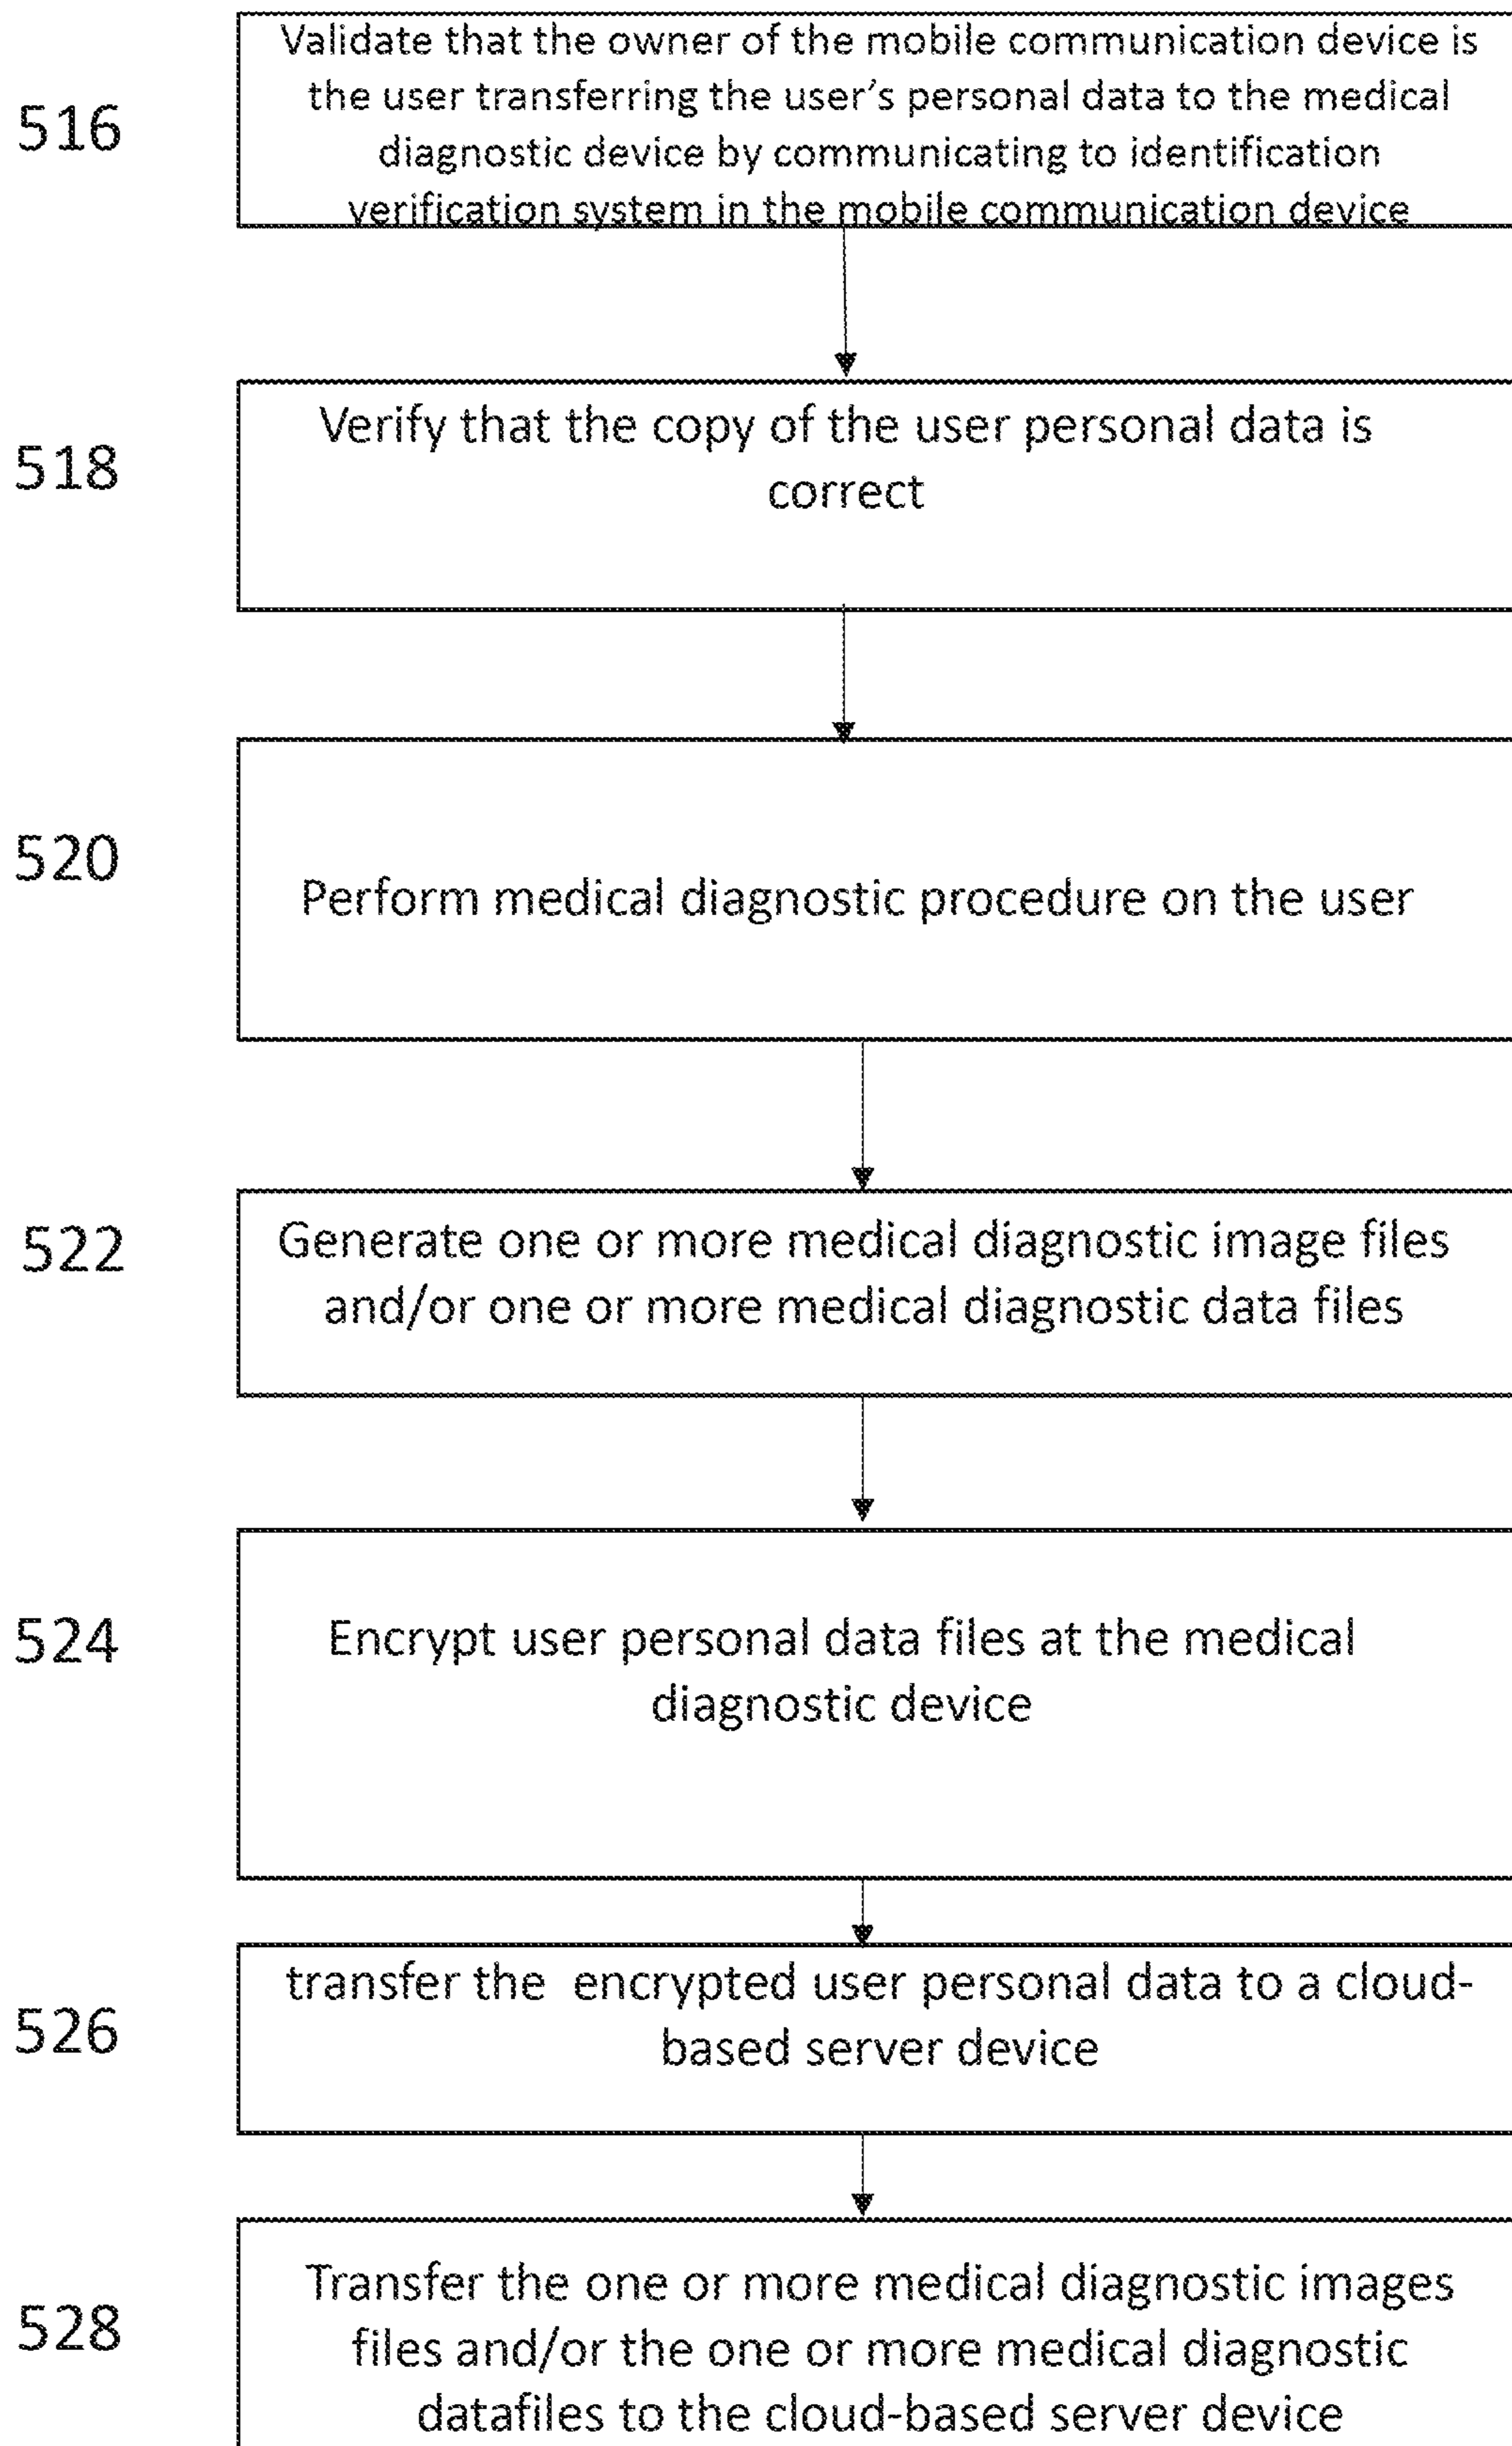 516
Validate that the owner of the mobile communication device is
the user transferring the user's personal data to the medical
diagnostic device by communicating to identification
verification system in the mobile communication device
518
Verify that the copy of the user personal data is
correct
520
Perform medical diagnostic procedure on the user
522
Generate one or more medical diagnostic image files
and/or one or more medical diagnostic data files
524
Encrypt user personal data files at the medical
diagnostic device
526
transfer the encrypted user personal data to a cloud-
based server device
528
Transfer the one or more medical diagnostic images
files and/or the one or more medical diagnostic
datafiles to the cloud-based server device